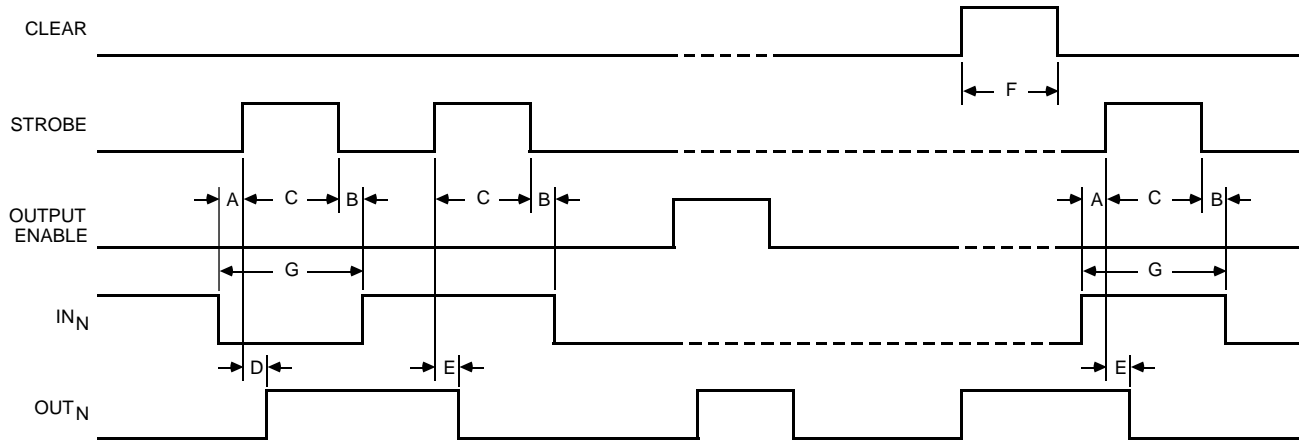 CLEAR
F
STROBE
A C B C B A C B
OUTPUT
ENABLE
G G
IN_N
D E E
OUT_N